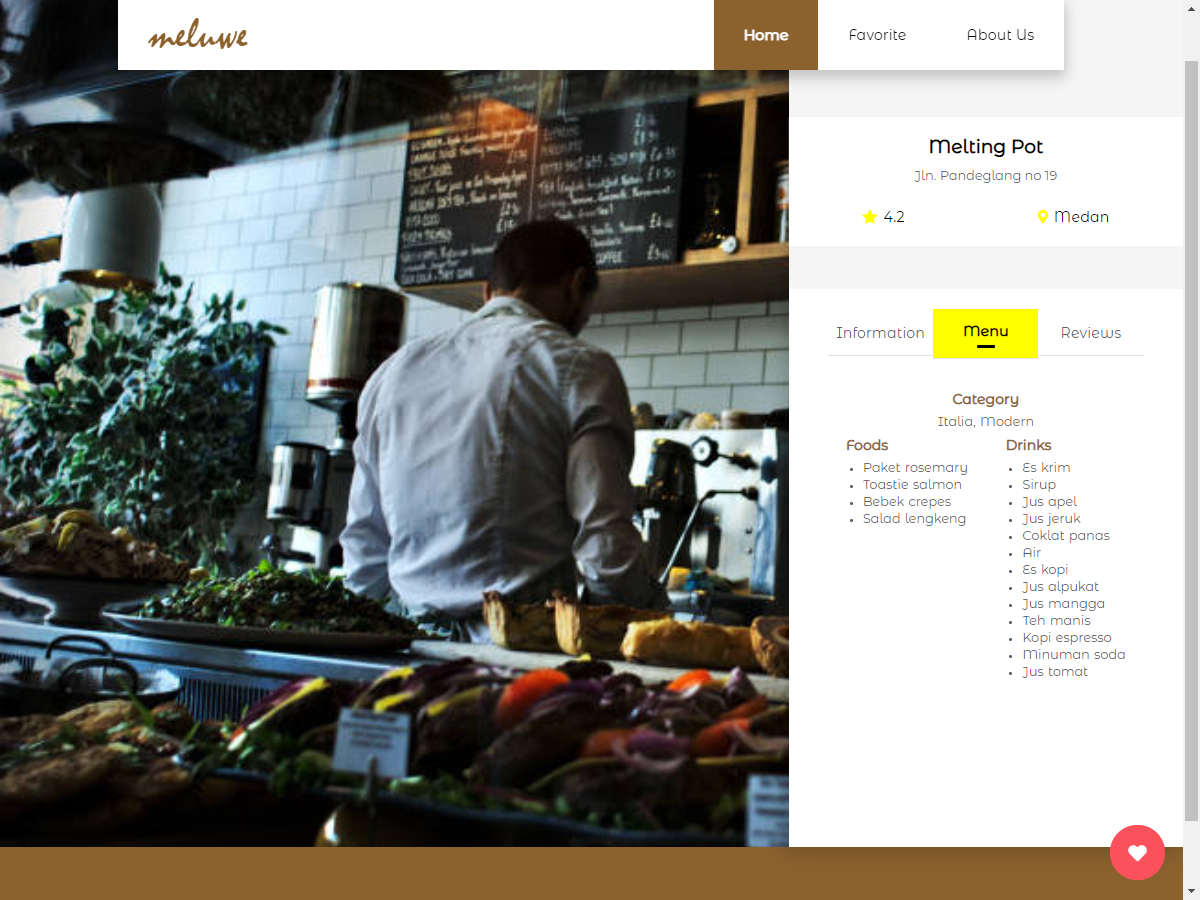 meluwe
Home
Favorite
About Us
Melting Pot
Jln. Pandeglang no 19
4.2
Medan
Information
Menu
Reviews
Category
Italia, Modern
Foods
Paket rosemary
Toastie salmon
Bebek crepes
Salad lengkeng
Drinks
Es krim
Sirup
Jus apel
Jus jeruk
Coklat panas
Air
Es kopi
Jus alpukat
Jus mangga
Teh manis
Kopi espresso
Minuman soda
Jus tomat